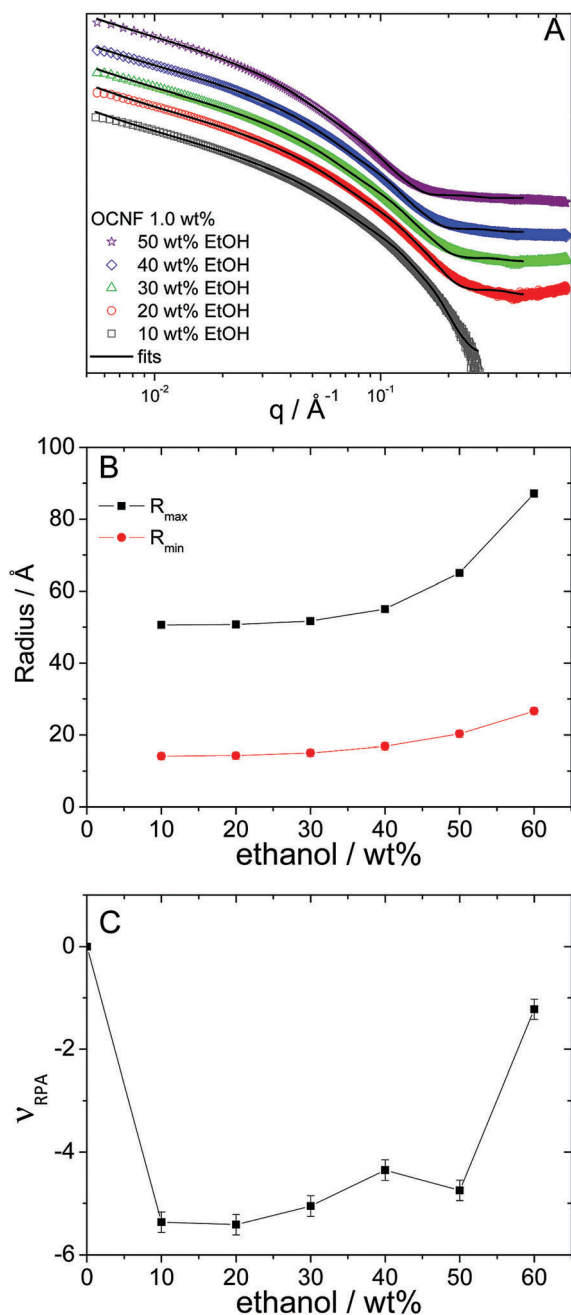 A
OCNF 1.0 wt%
50 wt% EtOH
40 wt% EtOH
30 wt% EtOH
20 wt% EtOH
10 wt% EtOH
fits
10⁻² 10⁻¹
q / Å⁻¹
B
R_max
R_min
100
80
60
40
20
0
Radius / Å
0 10 20 30 40 50 60
ethanol / wt%
C
0
-2
-4
-6
ν_RPA
0 10 20 30 40 50 60
ethanol / wt%